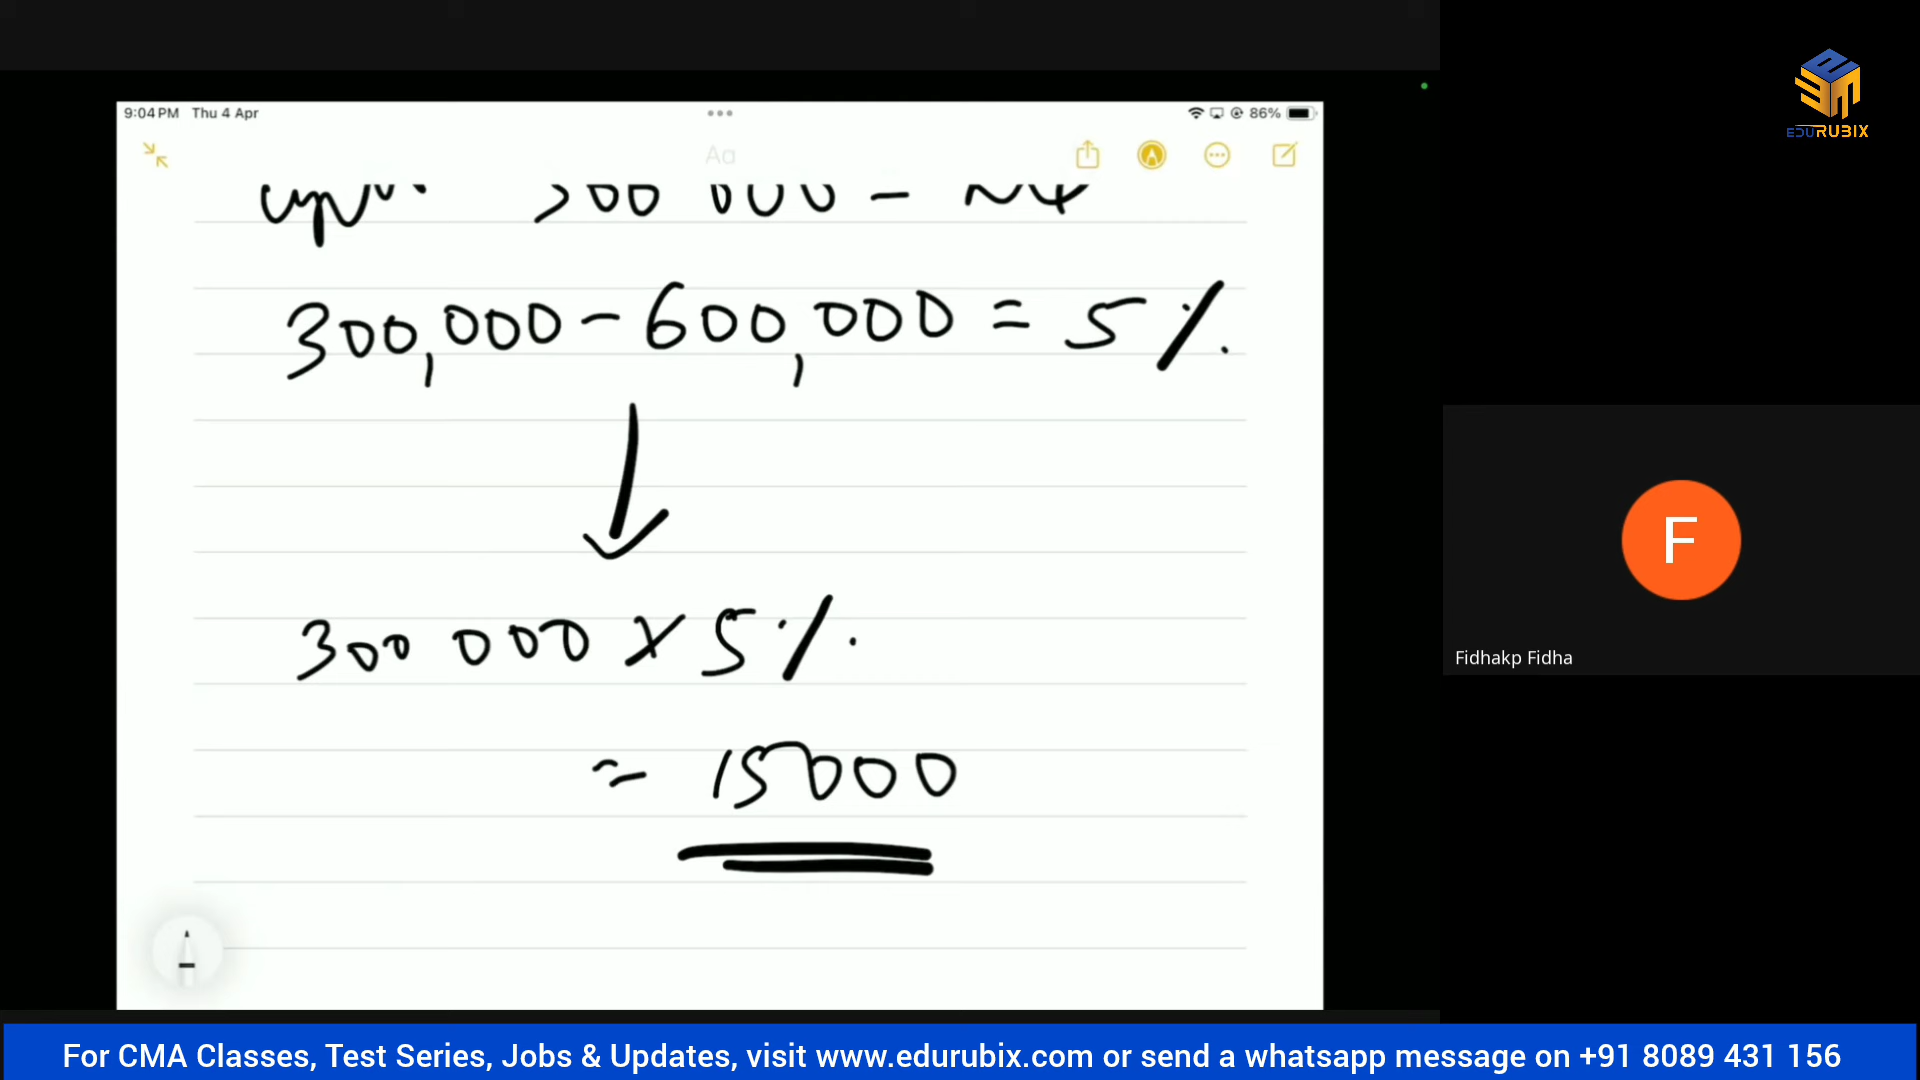 9:04 PM Thu 4 Apr
86%
Aa
300,000 - 600,000 = 5%
300 000 x 5%
= 15000
EDURUBIX
F
Fidhakp Fidha
For CMA Classes, Test Series, Jobs & Updates, visit www.edurubix.com or send a whatsapp message on +91 8089 431 156